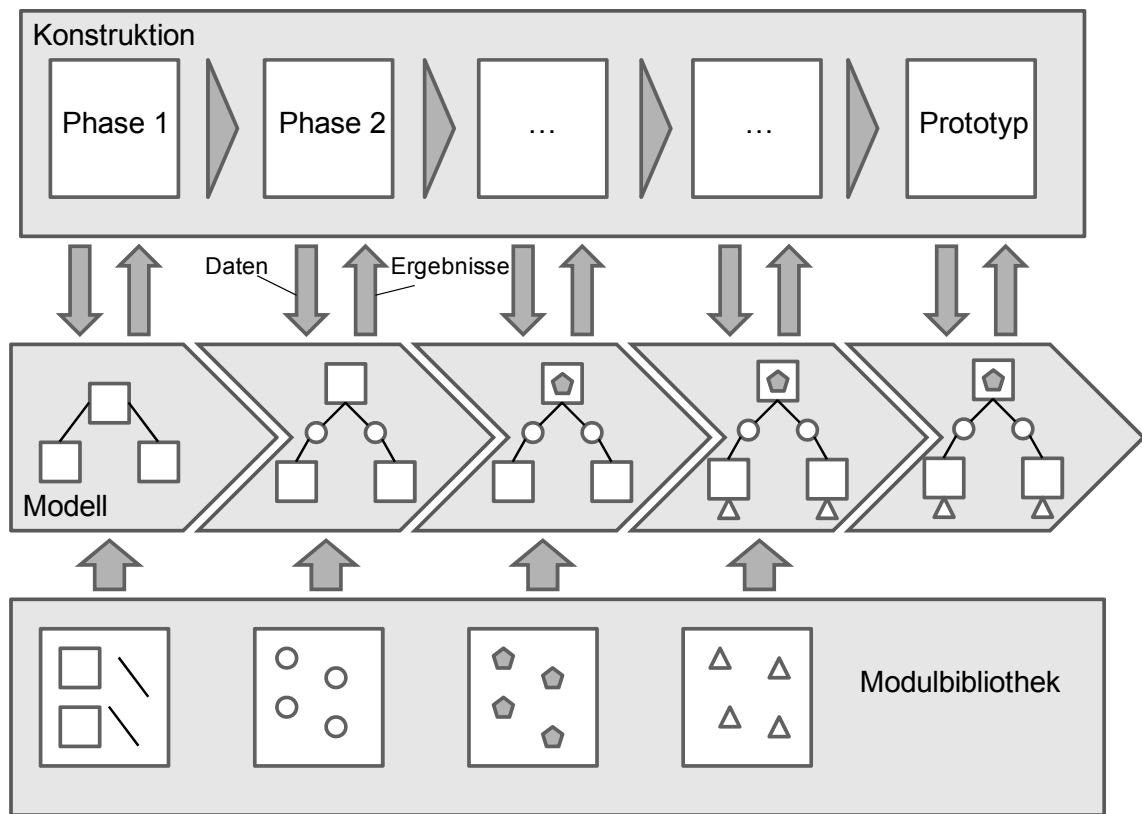 Konstruktion
Phase 1
Phase 2
...
...
Prototyp
Daten
Ergebnisse
Modell
Modulbibliothek